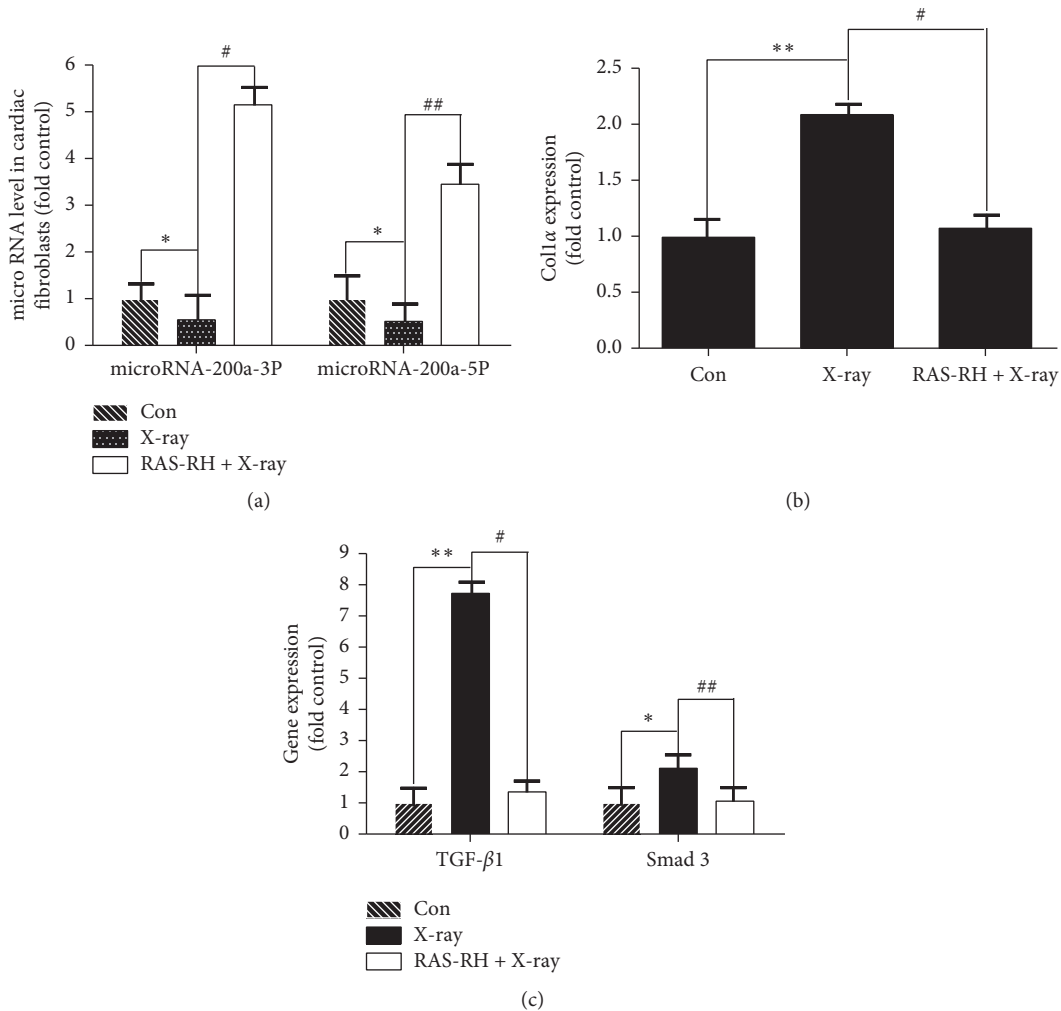 micro RNA level in cardiac
fibroblasts (fold control)
6
5
4
3
2
1
0
*
#
*
##
microRNA-200a-3P
microRNA-200a-5P
Con
X-ray
RAS-RH + X-ray
(a)
Col1α expression
(fold control)
2.5
2.0
1.5
1.0
0.5
0.0
**
#
Con
X-ray
RAS-RH + X-ray
(b)
Gene expression
(fold control)
9
8
7
6
5
4
3
2
1
0
**
#
*
##
TGF-β1
Smad 3
Con
X-ray
RAS-RH + X-ray
(c)